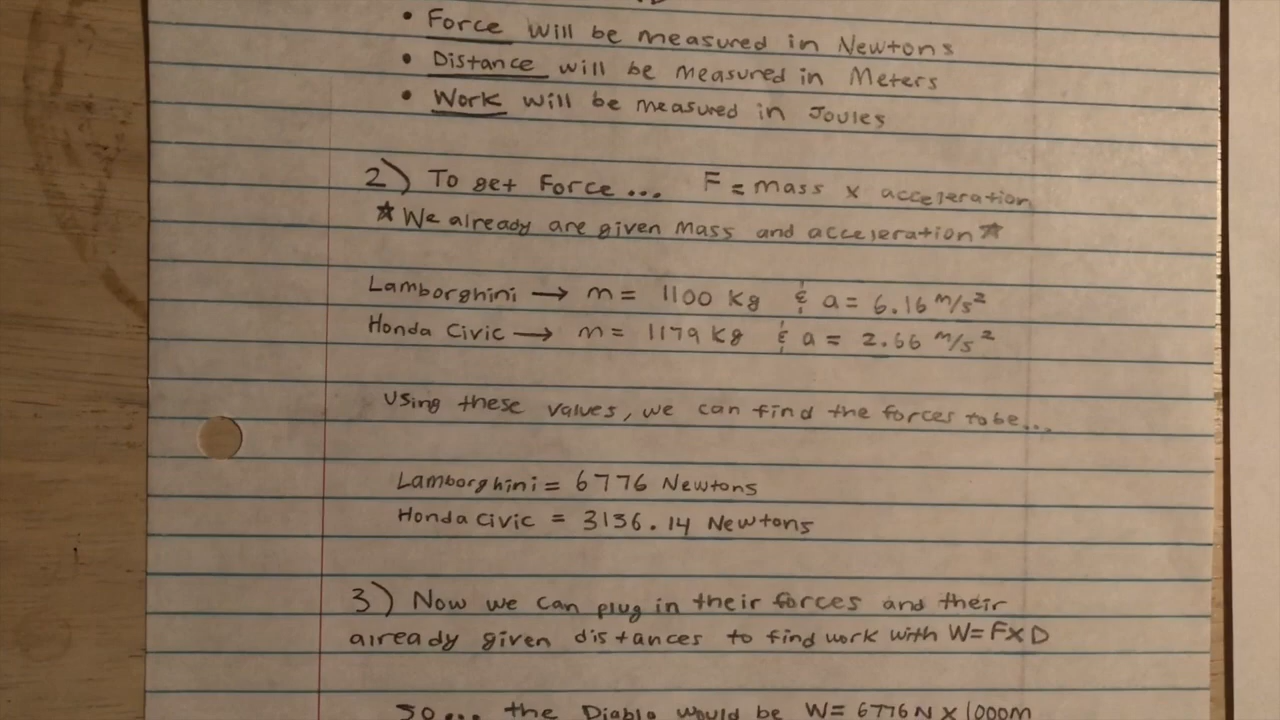 • Force will be measured in Newtons
• Distance will be measured in Meters
• Work will be measured in Joules
2) To get Force... F = mass x acceleration
★ We already are given mass and acceleration ★
Lamborghini → m = 1100 kg & a = 6.16 m/s²
Honda Civic → m = 1179 kg & a = 2.66 m/s²
Using these values, we can find the forces to be...
Lamborghini = 6776 Newtons
Honda Civic = 3136.14 Newtons
3) Now we can plug in their forces and their
already given distances to find work with W=FxD
So... the Diablo would be W= 6776N x 1000m